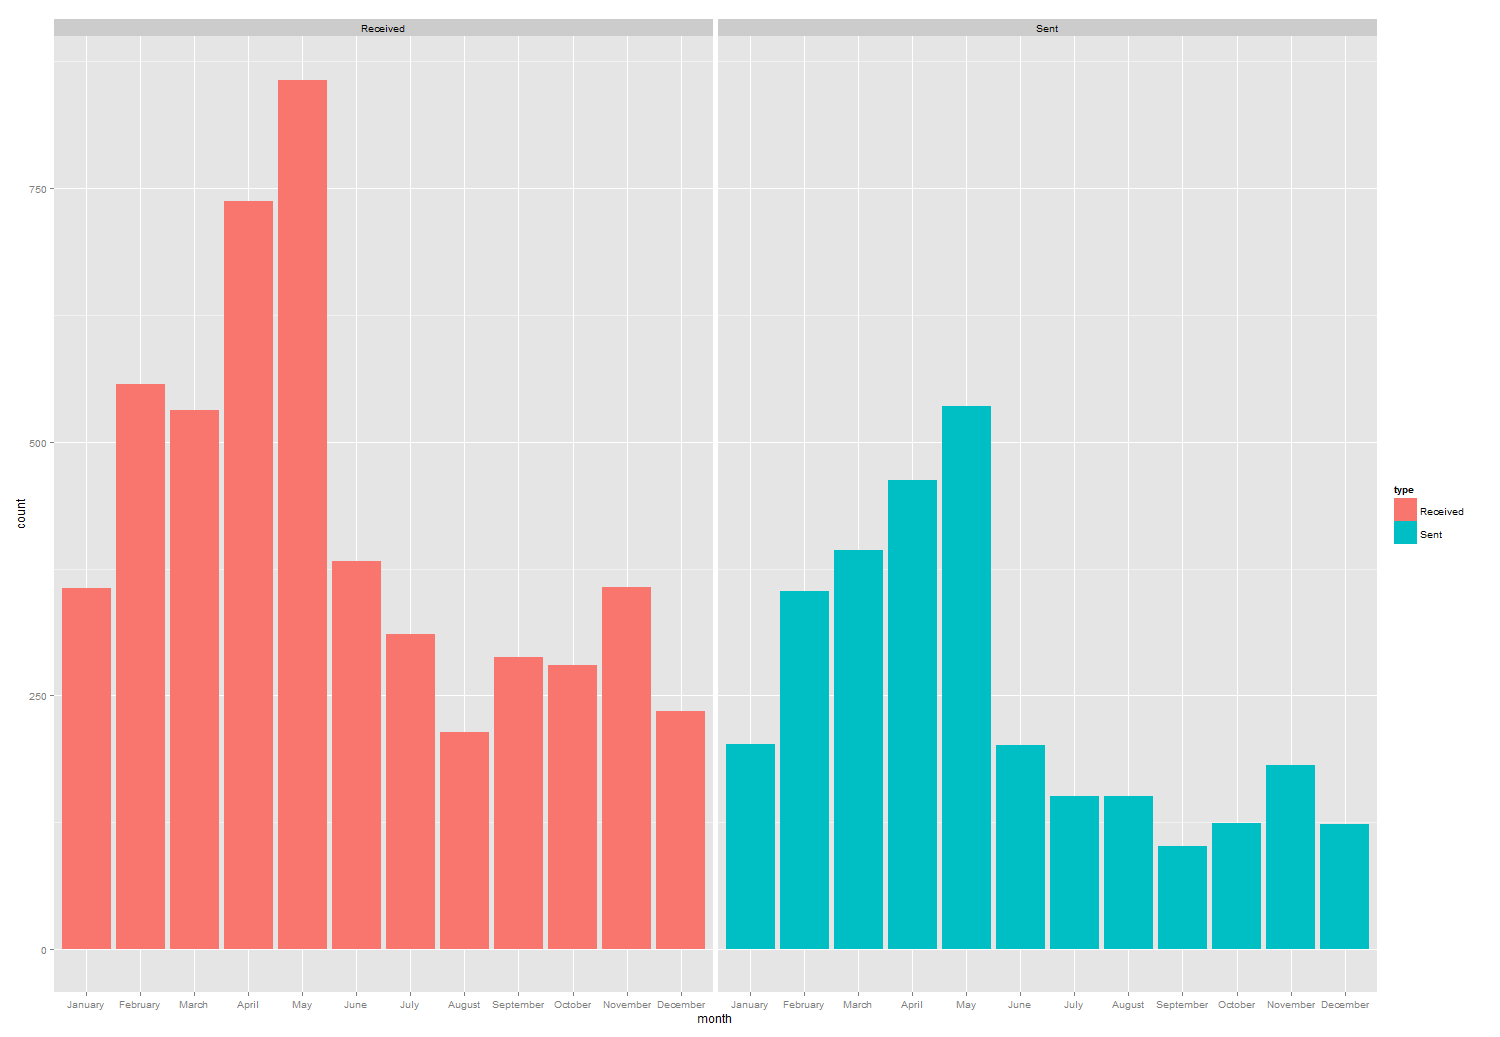 Received Sent
750
500
250
0
count
January February March April May June July August September October November December January February March April May June July August September October November December
month
type
Received
Sent